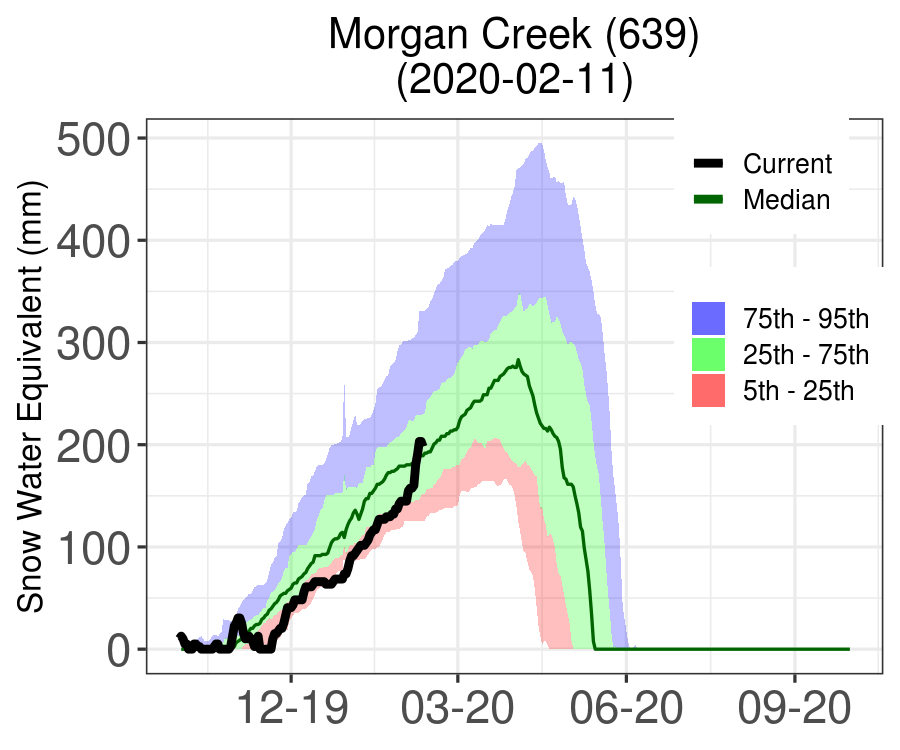 Morgan Creek (639)
(2020-02-11)
Snow Water Equivalent (mm)
500
400
300
200
100
0
12-19
03-20
06-20
09-20
Current
Median
75th - 95th
25th - 75th
5th - 25th